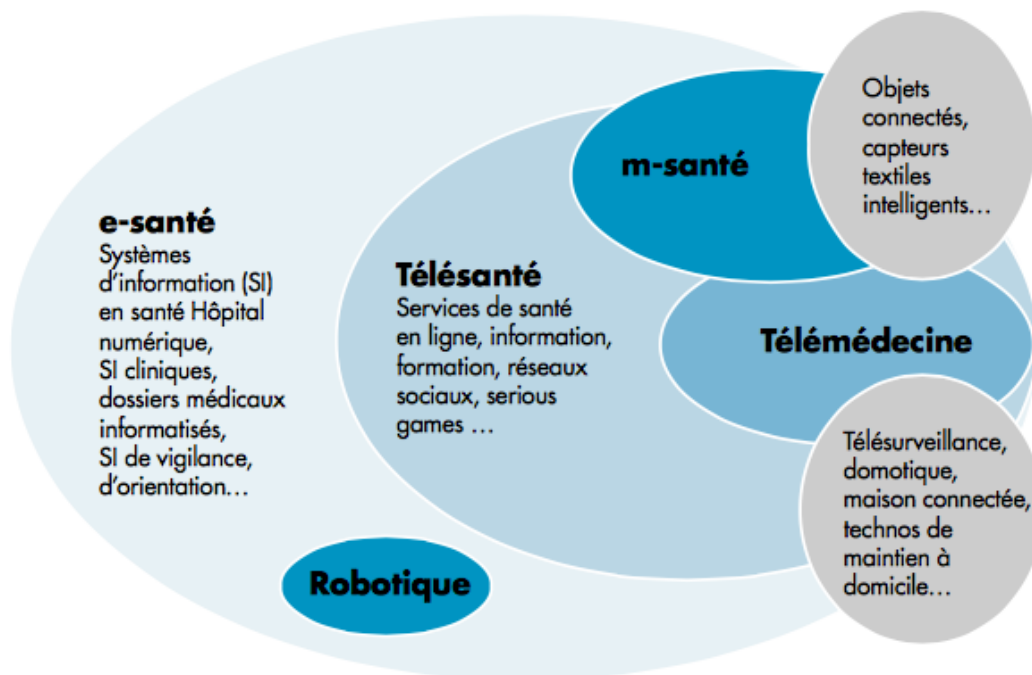 e-santé
Systèmes
d'information (SI)
en santé Hôpital
numérique,
SI cliniques,
dossiers médicaux
informatisés,
SI de vigilance,
d'orientation...
Robotique
Télésanté
Services de santé
en ligne, information,
formation, réseaux
sociaux, serious
games ...
m-santé
Objets
connectés,
capteurs
textiles
intelligents...
Télémédecine
Télésurveillance,
domotique,
maison connectée,
technos de
maintien à
domicile...